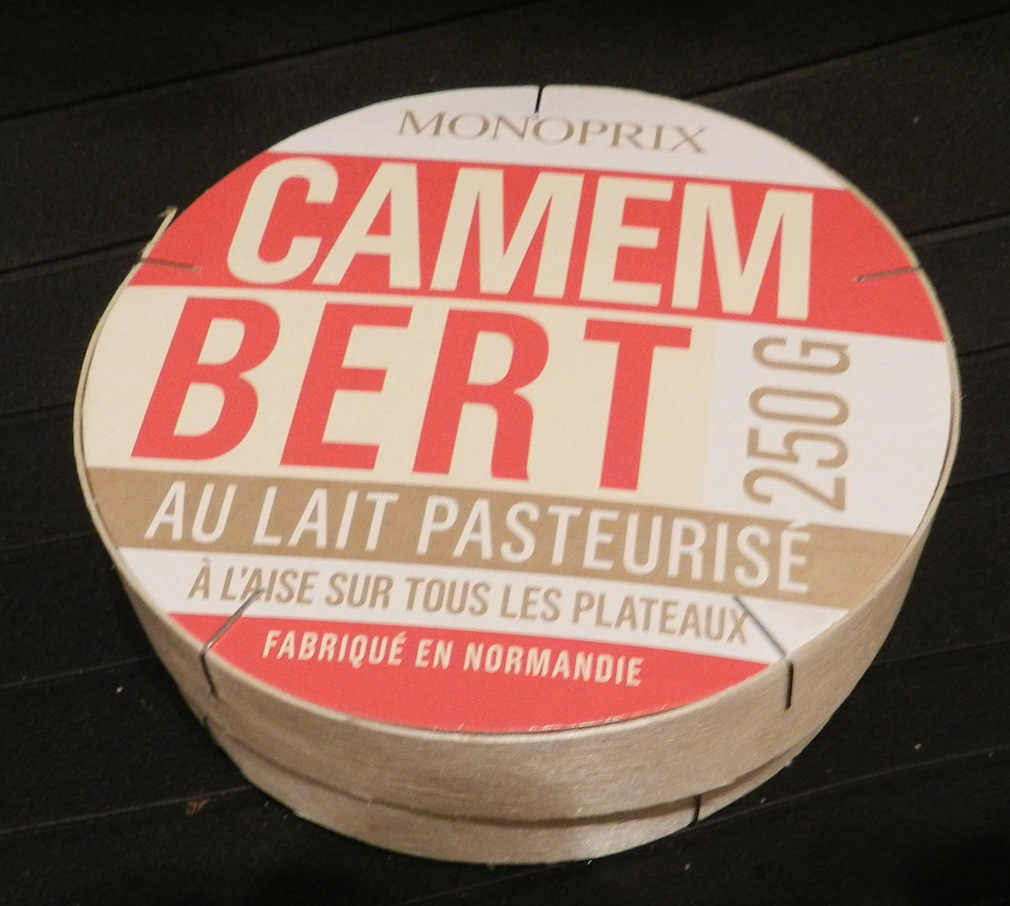 MONOPRIX
CAMEM
BERT
250 G
AU LAIT PASTEURISÉ
À L'AISE SUR TOUS LES PLATEAUX
FABRIQUÉ EN NORMANDIE